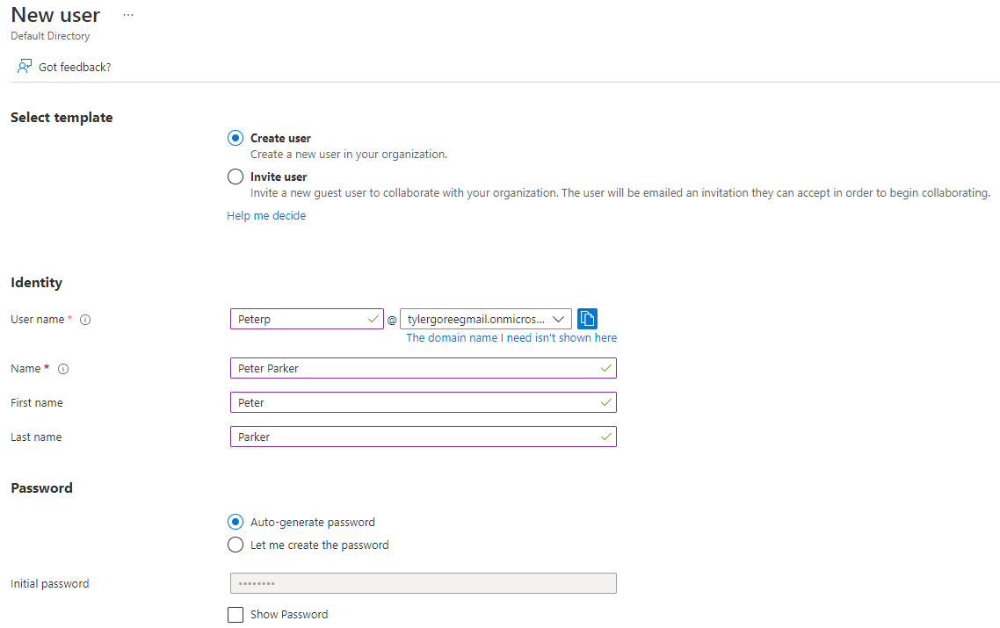 New user ...
Default Directory
Got feedback?
Select template
Create user
Create a new user in your organization.
Invite user
Invite a new guest user to collaborate with your organization. The user will be emailed an invitation they can accept in order to begin collaborating.
Help me decide
Identity
User name * Peterp @ tylergoreegmail.onmicros...
The domain name I need isn't shown here
Name * Peter Parker
First name Peter
Last name Parker
Password
Auto-generate password
Let me create the password
Initial password ••••••••
Show Password